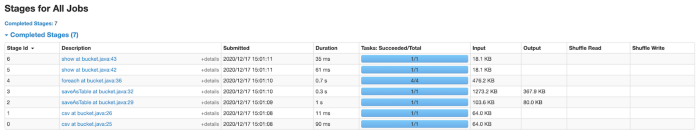 Stages for All Jobs
Completed Stages: 7
Completed Stages (7)
Stage Id Description Submitted Duration Tasks: Succeeded/Total Input Output Shuffle Read Shuffle Write
6 show at bucket.java:43 +details 2020/12/17 15:01:11 35 ms 1/1 18.1 KB
5 show at bucket.java:42 +details 2020/12/17 15:01:11 61 ms 1/1 18.1 KB
4 foreach at bucket.java:36 +details 2020/12/17 15:01:10 0.7 s 4/4 476.2 KB
3 saveAsTable at bucket.java:32 +details 2020/12/17 15:01:10 0.3 s 1/1 1273.2 KB 367.8 KB
2 saveAsTable at bucket.java:29 +details 2020/12/17 15:01:09 1 s 1/1 103.6 KB 80.0 KB
1 csv at bucket.java:26 +details 2020/12/17 15:01:08 11 ms 1/1 64.0 KB
0 csv at bucket.java:25 +details 2020/12/17 15:01:08 90 ms 1/1 64.0 KB